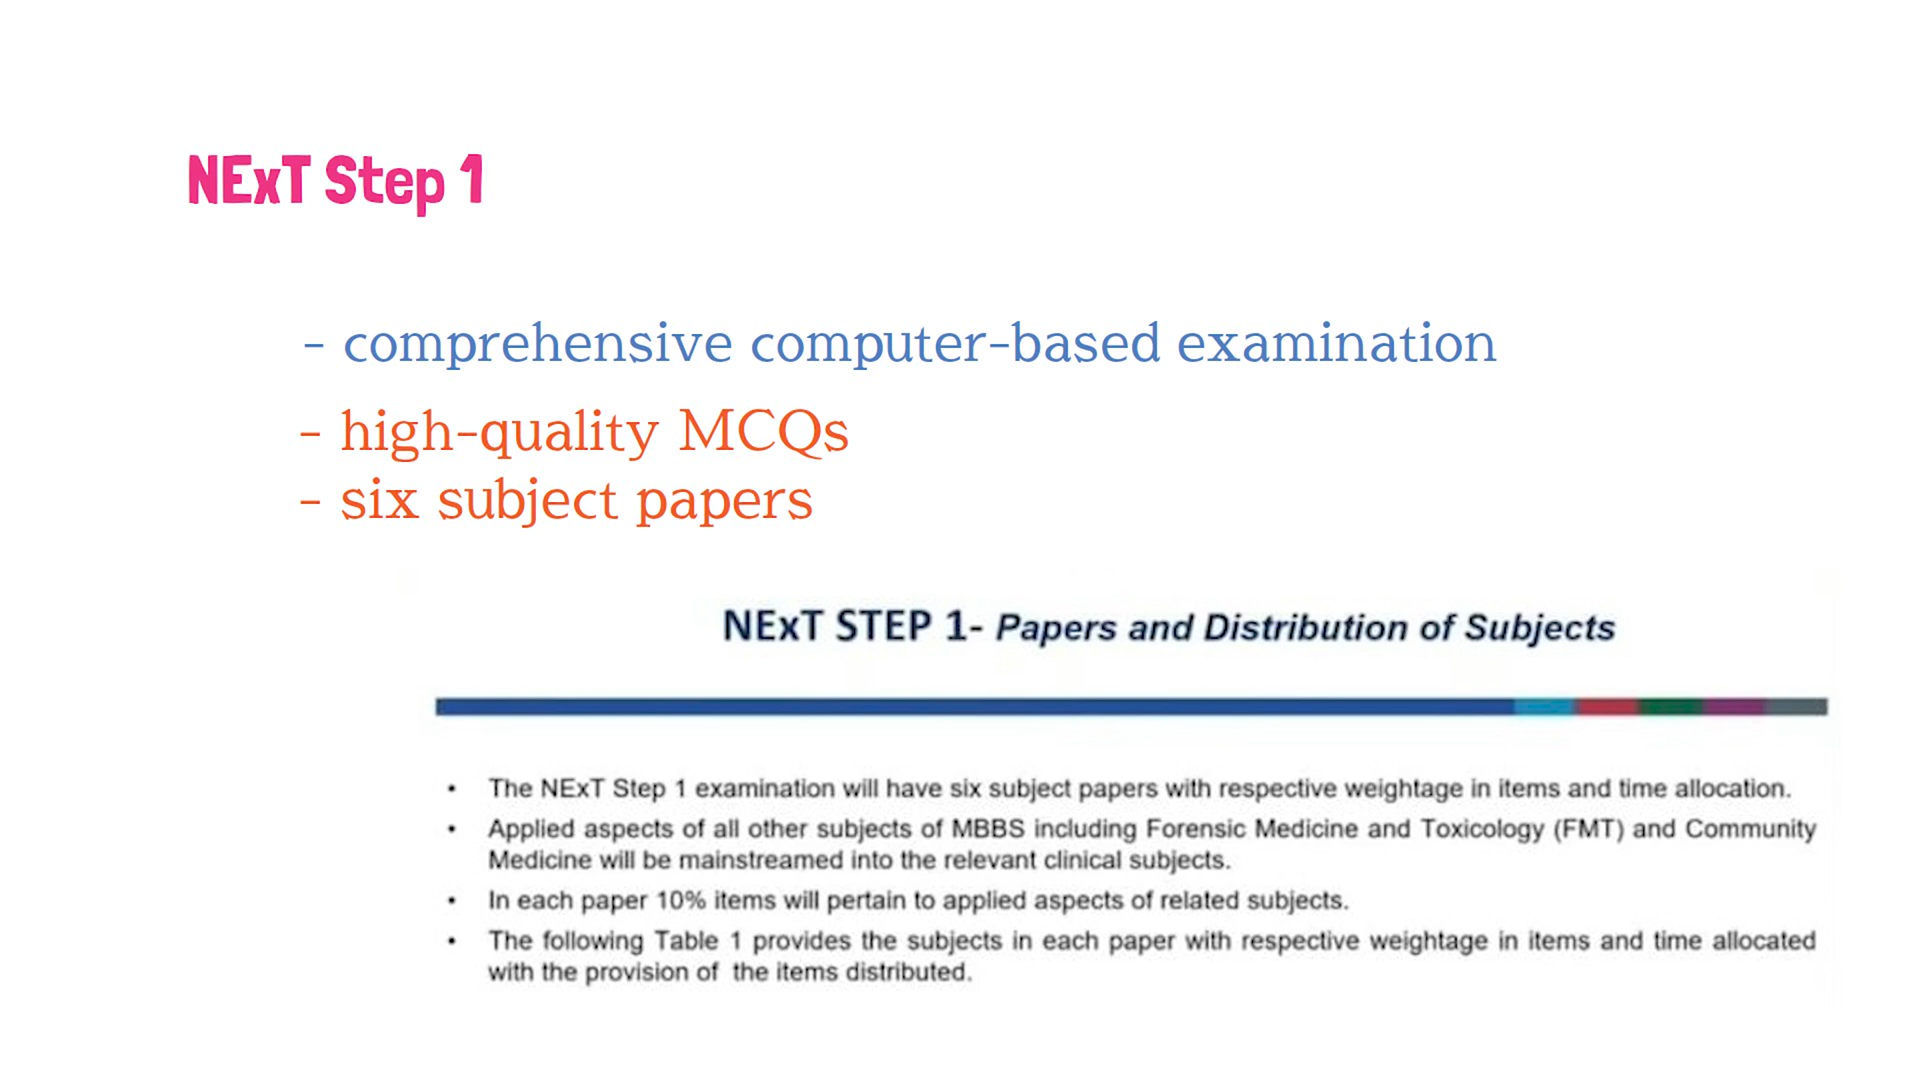 NExT Step 1
- comprehensive computer-based examination
- high-quality MCQs
- six subject papers
NExT STEP 1- Papers and Distribution of Subjects
• The NExT Step 1 examination will have six subject papers with respective weightage in items and time allocation.
• Applied aspects of all other subjects of MBBS including Forensic Medicine and Toxicology (FMT) and Community
Medicine will be mainstreamed into the relevant clinical subjects.
• In each paper 10% items will pertain to applied aspects of related subjects.
• The following Table 1 provides the subjects in each paper with respective weightage in items and time allocated
with the provision of the items distributed.